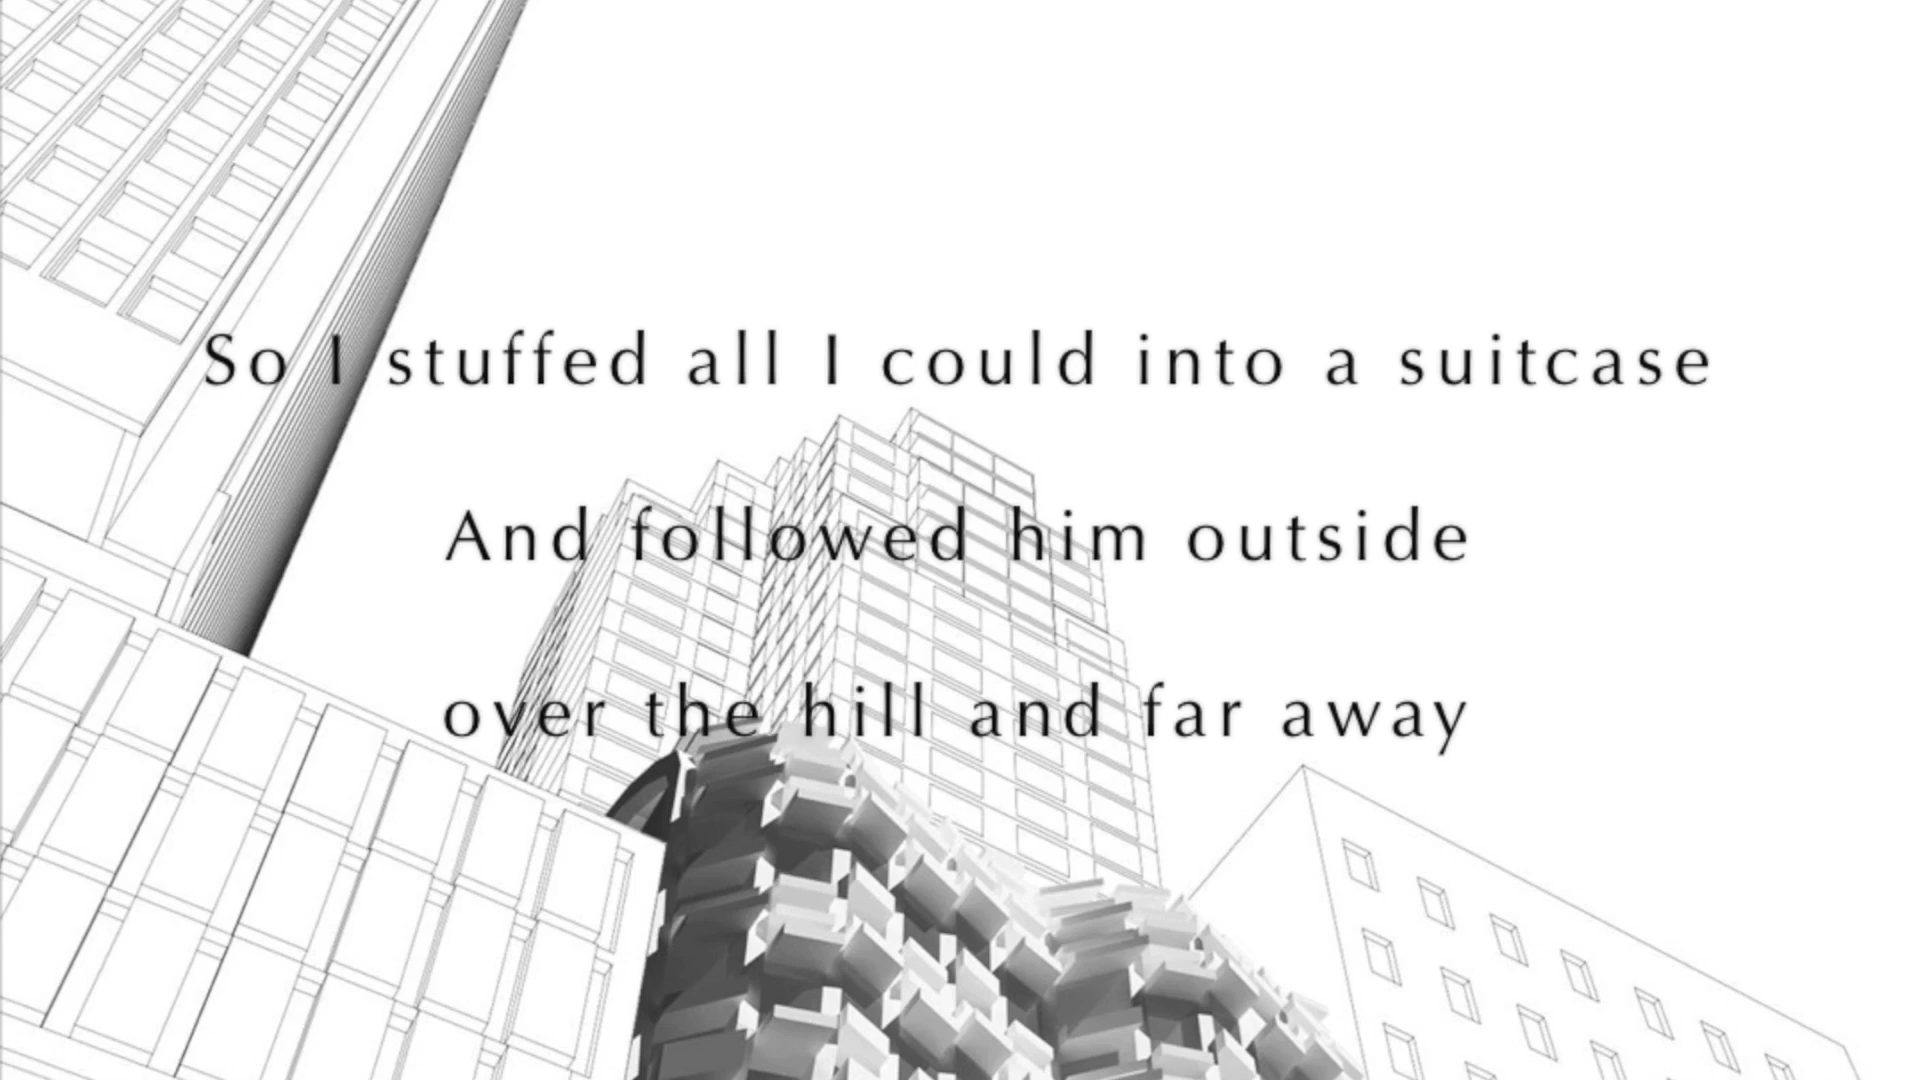 So I stuffed all I could into a suitcase
And followed him outside
over the hill and far away